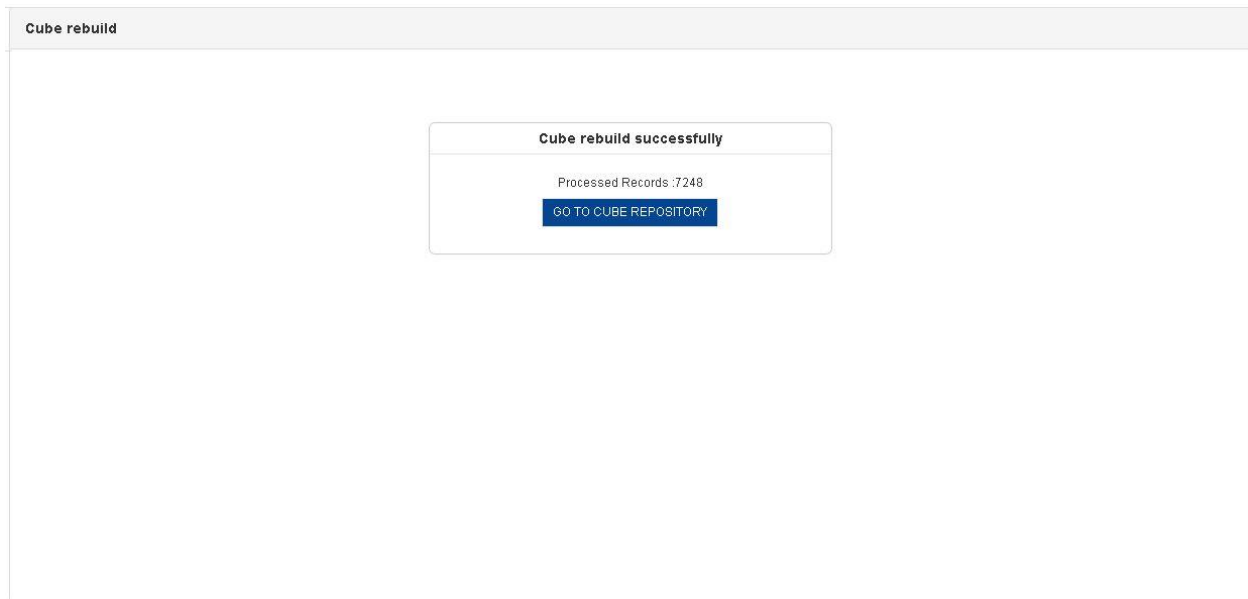 Cube rebuild
Cube rebuild successfully
Processed Records :7248
GO TO CUBE REPOSITORY